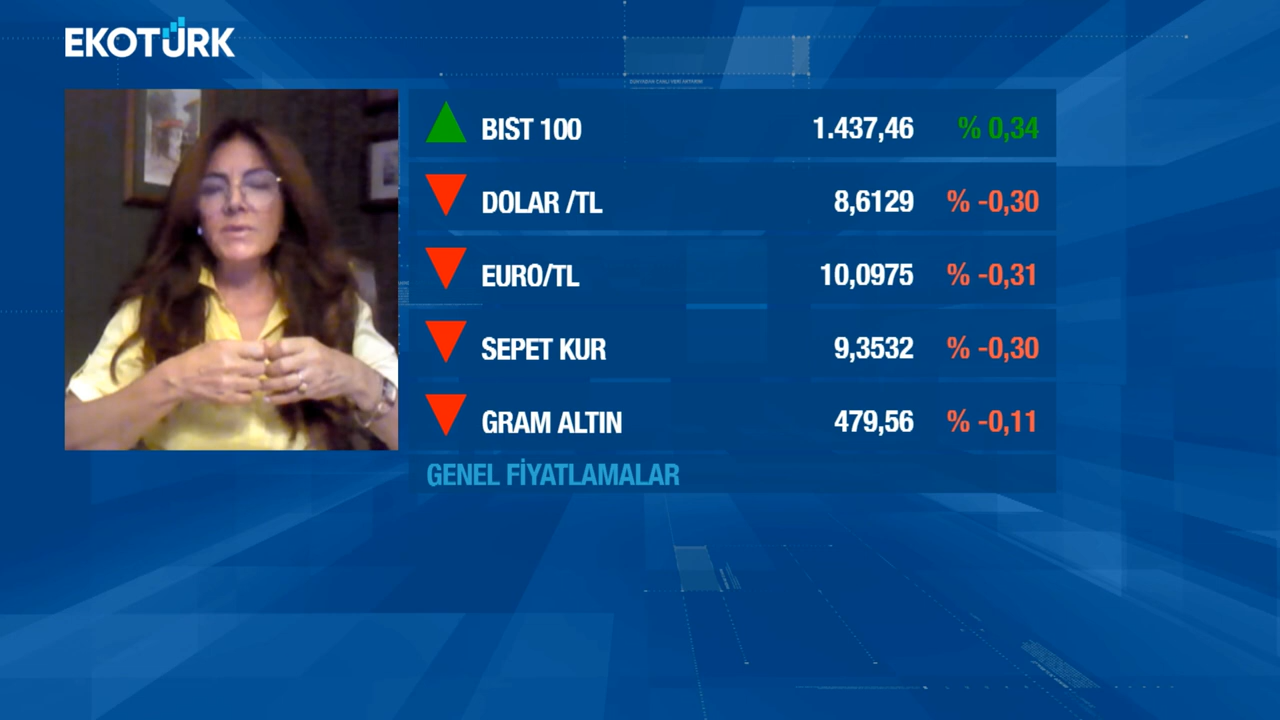 EKOTÜRK
BIST 100 1.437,46 % 0,34
DOLAR /TL 8,6129 % -0,30
EURO/TL 10,0975 % -0,31
SEPET KUR 9,3532 % -0,30
GRAM ALTIN 479,56 % -0,11
GENEL FİYATLAMALAR